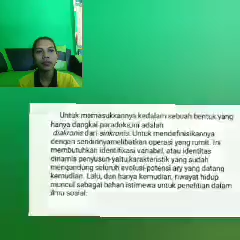 Untuk memasukkannya kedalam sebuah bentuk yang
hanya dangkal paradoks, ini adalah
diakronis dari sinkronis. Untuk mendefinisikannya
dengan sendirinya melibatkan operasi yang rumit. Ini
membutuhkan identifikasi variabel, atau identitas
dinamis penyusun yaitu karakteristik yang sudah
mengandung seluruh evolusi potensi ary yang datang
kemudian. Lalu, dan hanya kemudian, riwayat hidup
muncul sebagai bahan istimewa untuk penelitian dalam
ilmu sosial.